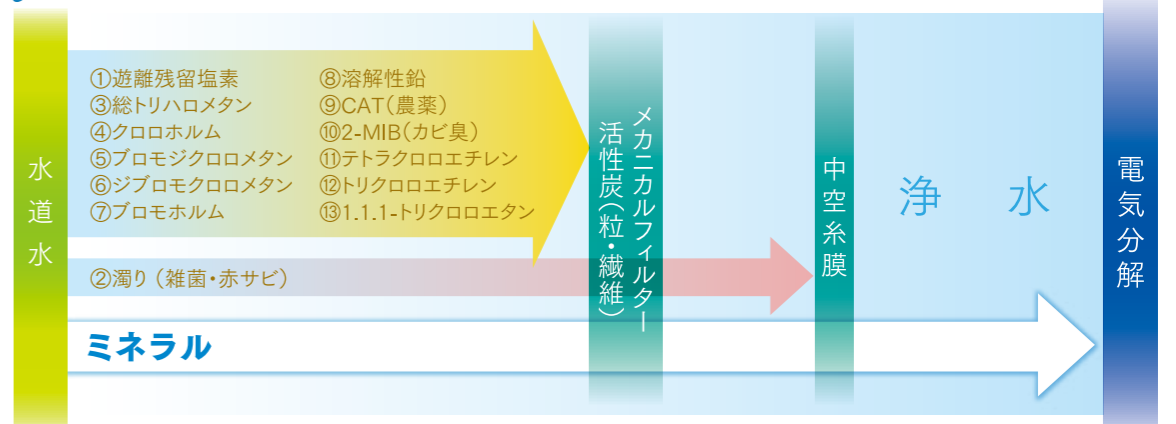 水道水
①遊離残留塩素
③総トリハロメタン
④クロロホルム
⑤ブロモジクロロメタン
⑥ジブロモクロロメタン
⑦ブロモホルム
⑧溶解性鉛
⑨CAT(農薬)
⑩2-MIB(カビ臭)
⑪テトラクロロエチレン
⑫トリクロロエチレン
⑬1.1.1-トリクロロエタン
②濁り(雑菌・赤サビ)
ミネラル
メカニカルフィルター
活性炭(粒・繊維)
中空糸膜
浄水
電気分解